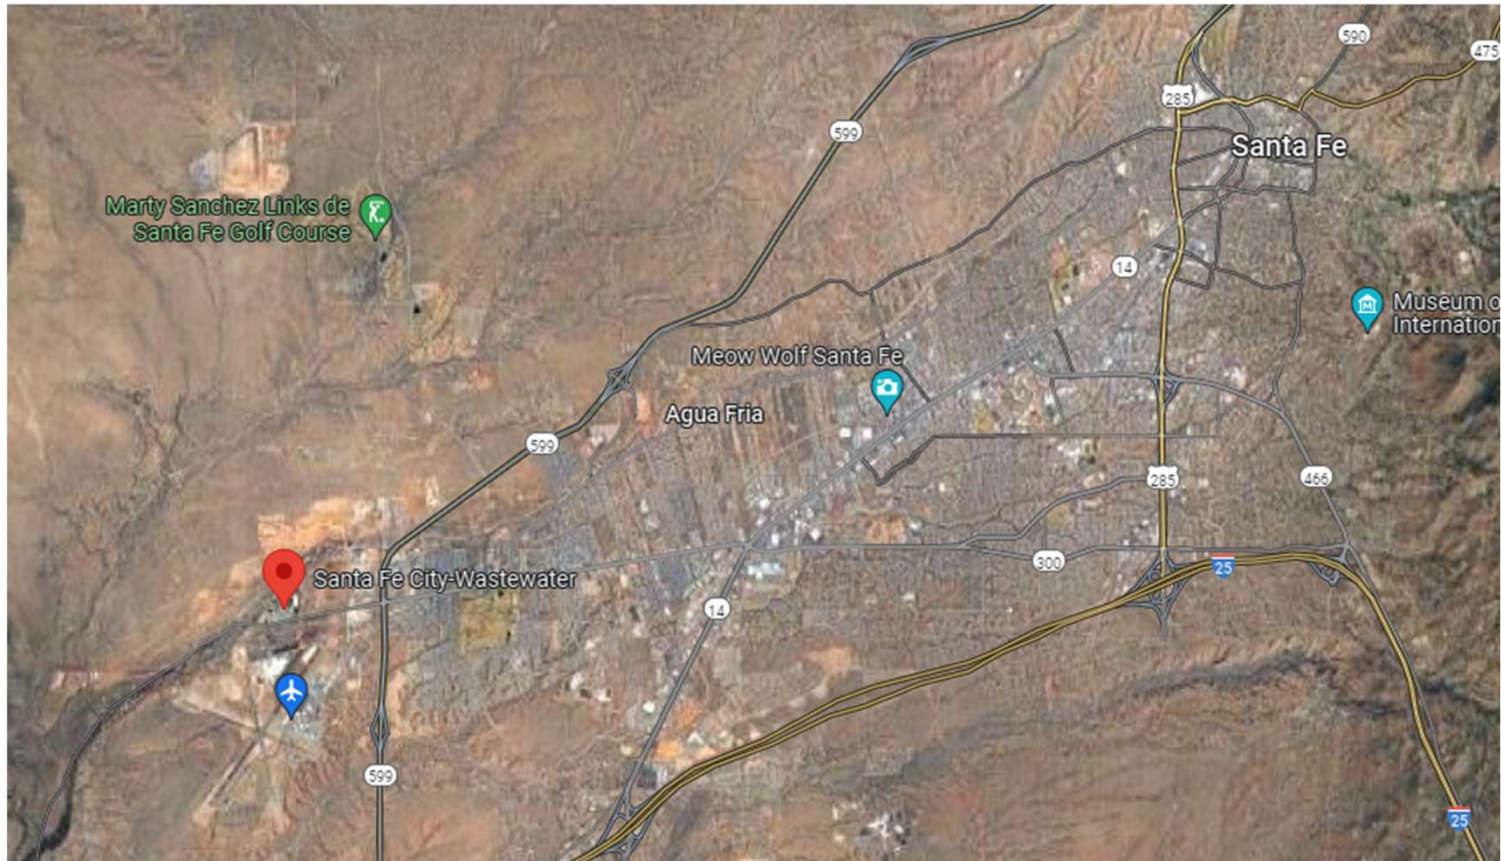 590
475
285
599
Santa Fe
Marty Sanchez Links de
Santa Fe Golf Course
14
Museum o
Internation
Meow Wolf Santa Fe
Agua Fria
599
285
466
300
25
Santa Fe City-Wastewater
14
599
25